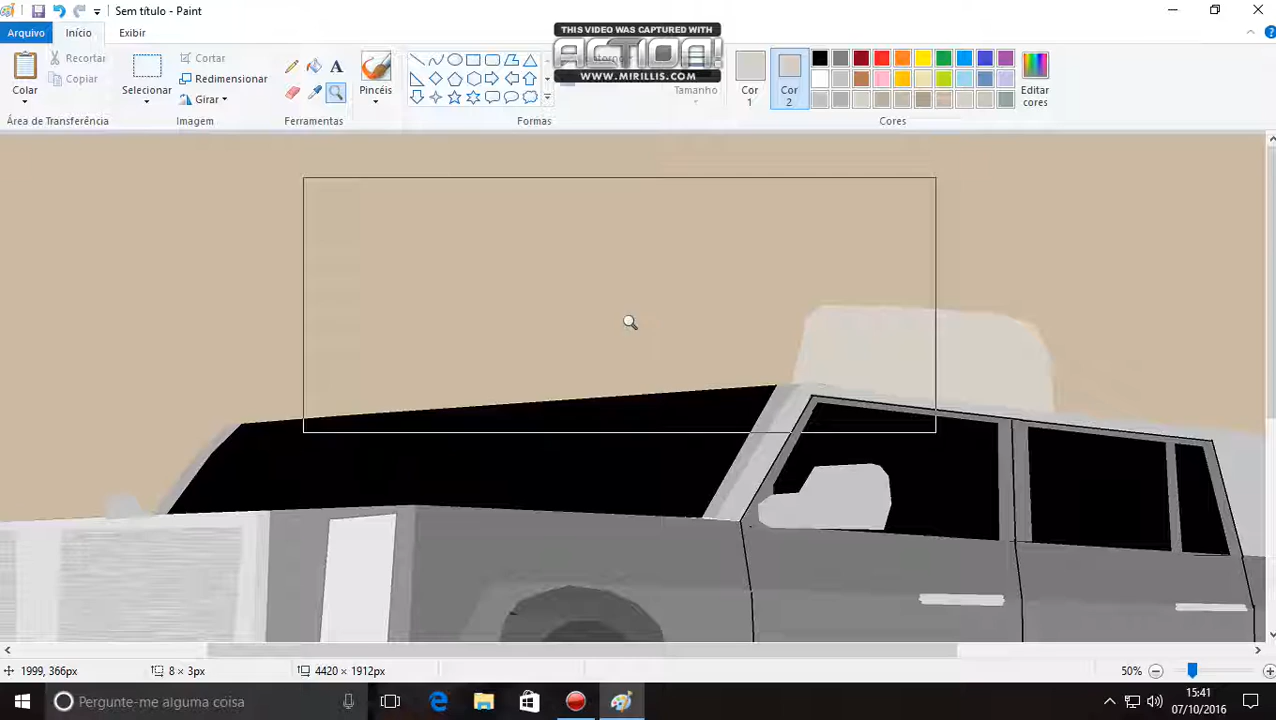 Sem título - Paint
Arquivo Início Exibir
THIS VIDEO WAS CAPTURED WITH
ACTION!
WWW.MIRILLIS.COM
Colar
Recortar
Copiar
Área de Transferência
Selecionar
Cortar
Redimensionar
Girar
Imagem
A
Ferramentas
Pincéis
Formas
Tamanho
Cor 1
Cor 2
Cores
Editar cores
1999, 366px
8 × 3px
4420 × 1912px
50%
Pergunte-me alguma coisa
15:41
07/10/2016